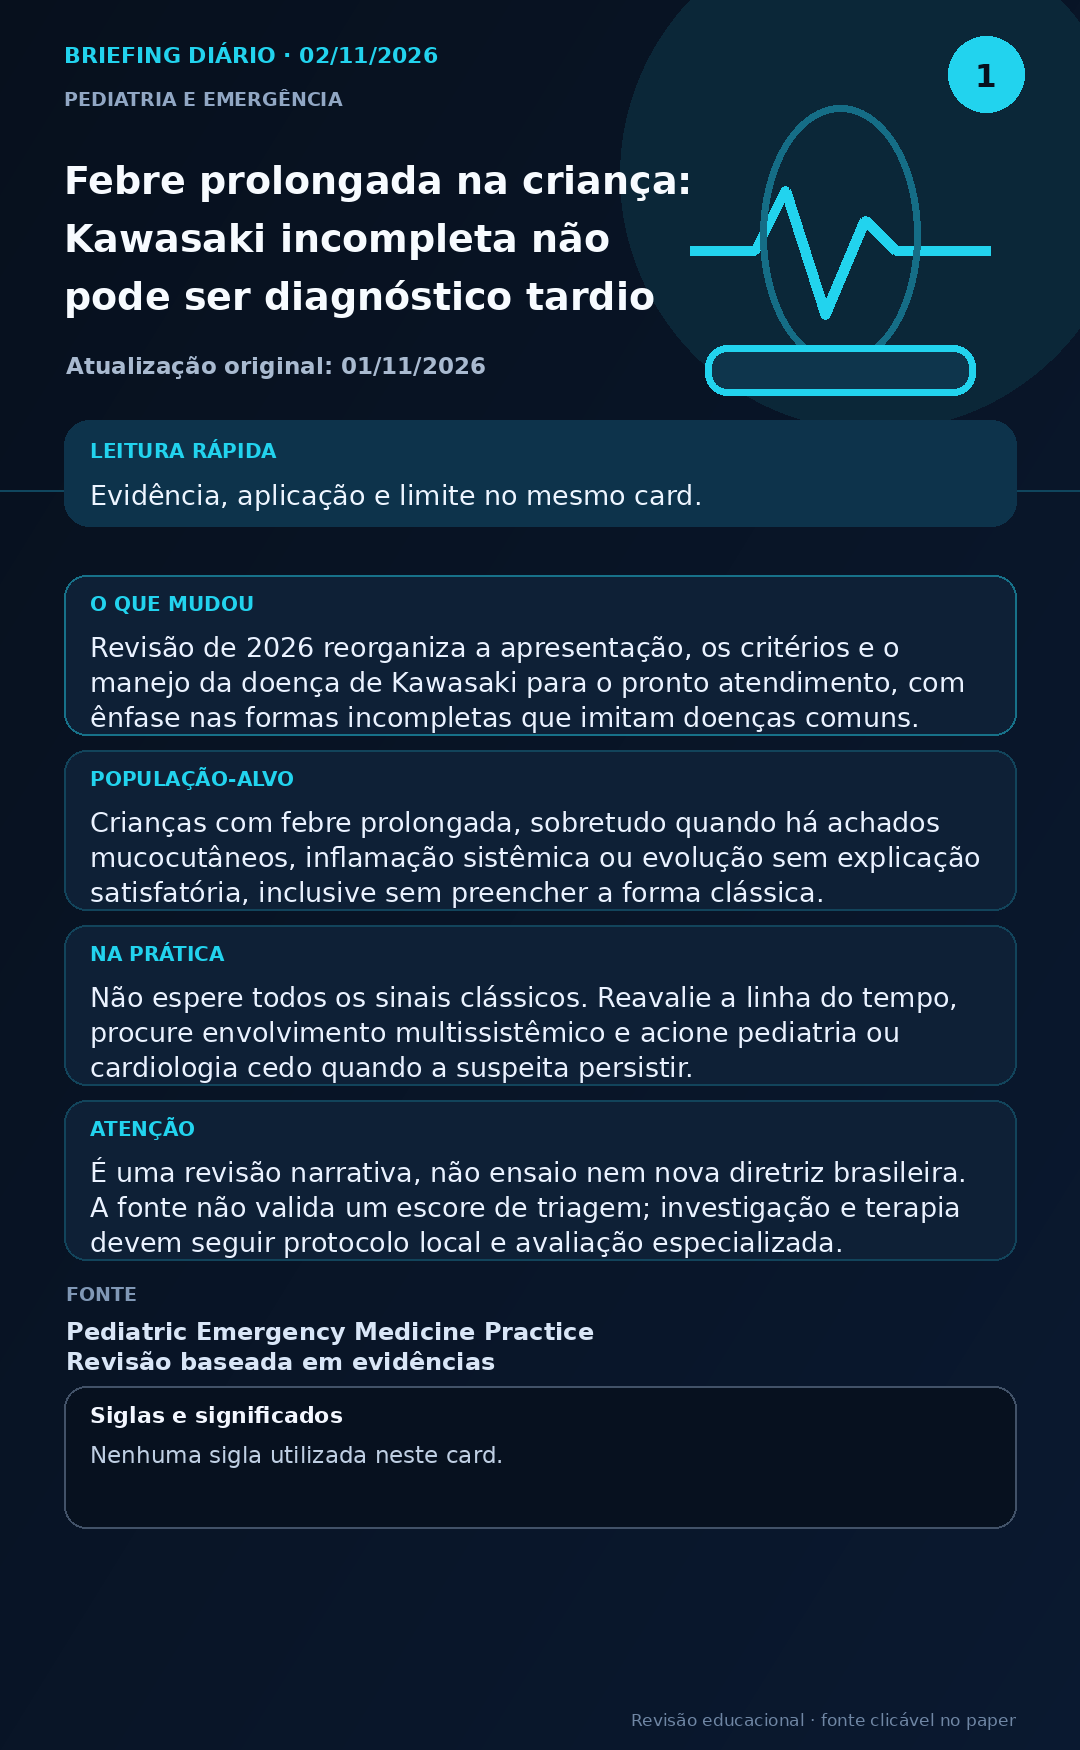 BRIEFING DIÁRIO · 02/11/2026
1
PEDIATRIA E EMERGÊNCIA
Febre prolongada na criança:
Kawasaki incompleta não
pode ser diagnóstico tardio
Atualização original: 01/11/2026
LEITURA RÁPIDA
Evidência, aplicação e limite no mesmo card.
O QUE MUDOU
Revisão de 2026 reorganiza a apresentação, os critérios e o
manejo da doença de Kawasaki para o pronto atendimento, com
ênfase nas formas incompletas que imitam doenças comuns.
POPULAÇÃO-ALVO
Crianças com febre prolongada, sobretudo quando há achados
mucocutâneos, inflamação sistêmica ou evolução sem explicação
satisfatória, inclusive sem preencher a forma clássica.
NA PRÁTICA
Não espere todos os sinais clássicos. Reavalie a linha do tempo,
procure envolvimento multissistêmico e acione pediatria ou
cardiologia cedo quando a suspeita persistir.
ATENÇÃO
É uma revisão narrativa, não ensaio nem nova diretriz brasileira.
A fonte não valida um escore de triagem; investigação e terapia
devem seguir protocolo local e avaliação especializada.
FONTE
Pediatric Emergency Medicine Practice
Revisão baseada em evidências
Siglas e significados
Nenhuma sigla utilizada neste card.
Revisão educacional · fonte clicável no paper